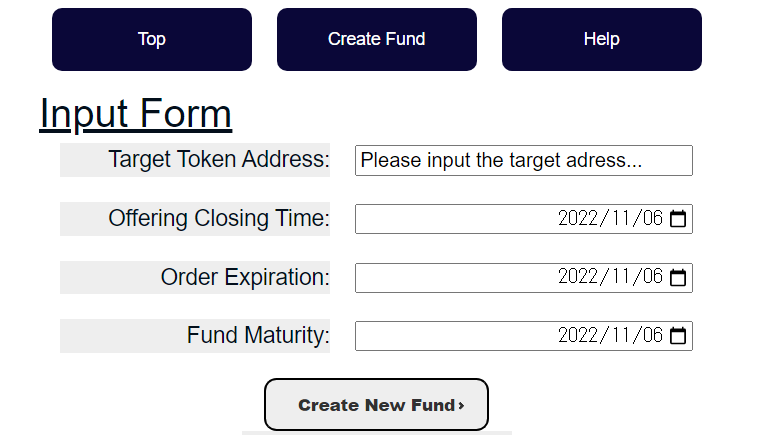 Top Create Fund Help
Input Form
Target Token Address: Please input the target adress...
Offering Closing Time: 2022/11/06
Order Expiration: 2022/11/06
Fund Maturity: 2022/11/06
Create New Fund›